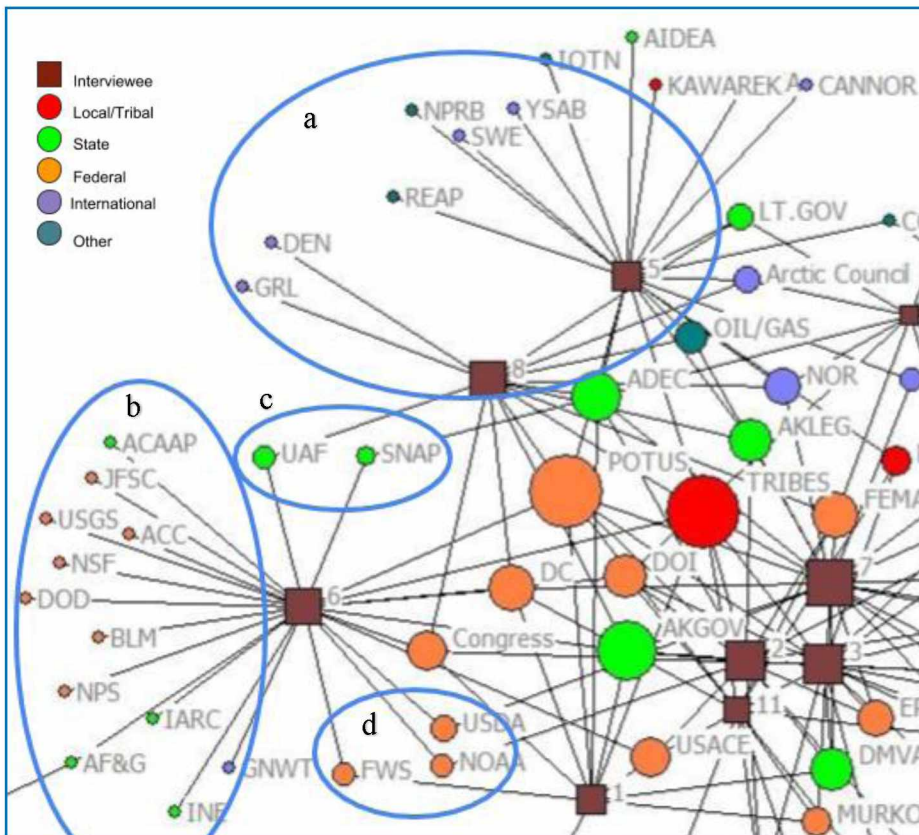 AIDEA
IOTN
Interviewee
Local/Tribal
State
Federal
International
Other
a
NPRB
YSAB
SWE
KAWAREK
A
CANNOR
REAP
LT.GOV
DEN
GRL
5
Arctic Council
OIL/GAS
8
ADEC
NOR
b
c
ACAAP
UAF
SNAP
AKLEG
JFSC
POTUS
TRIBES
USGS
ACC
FEMA
NSF
DOD
6
DC
DOI
7
BLM
Congress
AKGOV
2
3
NPS
IARC
d
USDA
11
AF&G
GNWT
FWS
NOAA
USACE
DMVA
INE
1
MURKO